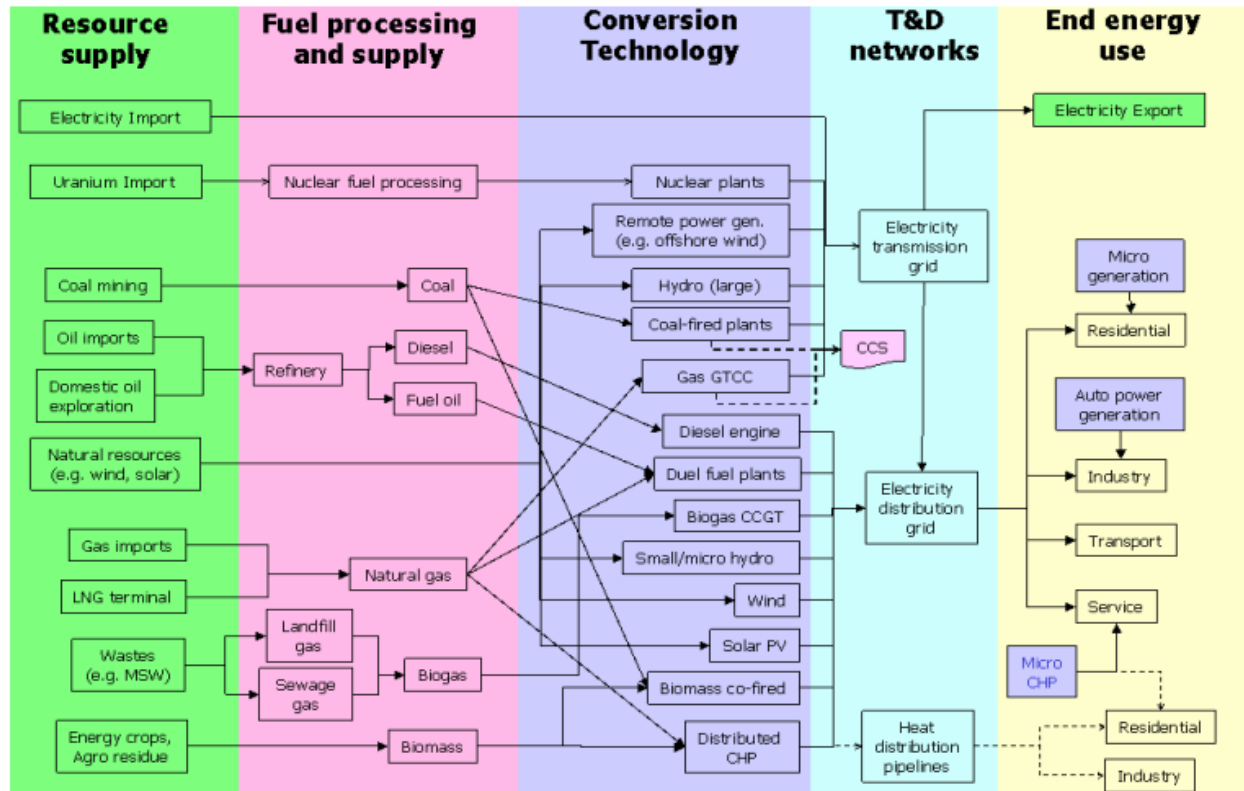 Resource
supply
Fuel processing
and supply
Conversion
Technology
T&D
networks
End energy
use
Electricity Import
Electricity Export
Uranium Import
Nuclear fuel processing
Nuclear plants
Remote power gen.
(e.g. offshore wind)
Electricity
transmission
grid
Micro
generation
Coal mining
Coal
Hydro (large)
Coal-fired plants
Residential
Oil imports
Diesel
CCS
Refinery
Gas GTCC
Domestic oil
exploration
Fuel oil
Auto power
generation
Diesel engine
Natural resources
(e.g. wind, solar)
Duel fuel plants
Industry
Electricity
distribution
grid
Biogas CCGT
Gas imports
Transport
Natural gas
Small/micro hydro
LNG terminal
Wind
Service
Landfill
gas
Wastes
(e.g. MSW)
Solar PV
Biogas
Micro
CHP
Sewage
gas
Biomass co-fired
Energy crops,
Agro residue
Biomass
Distributed
CHP
Heat
distribution
pipelines
Residential
Industry